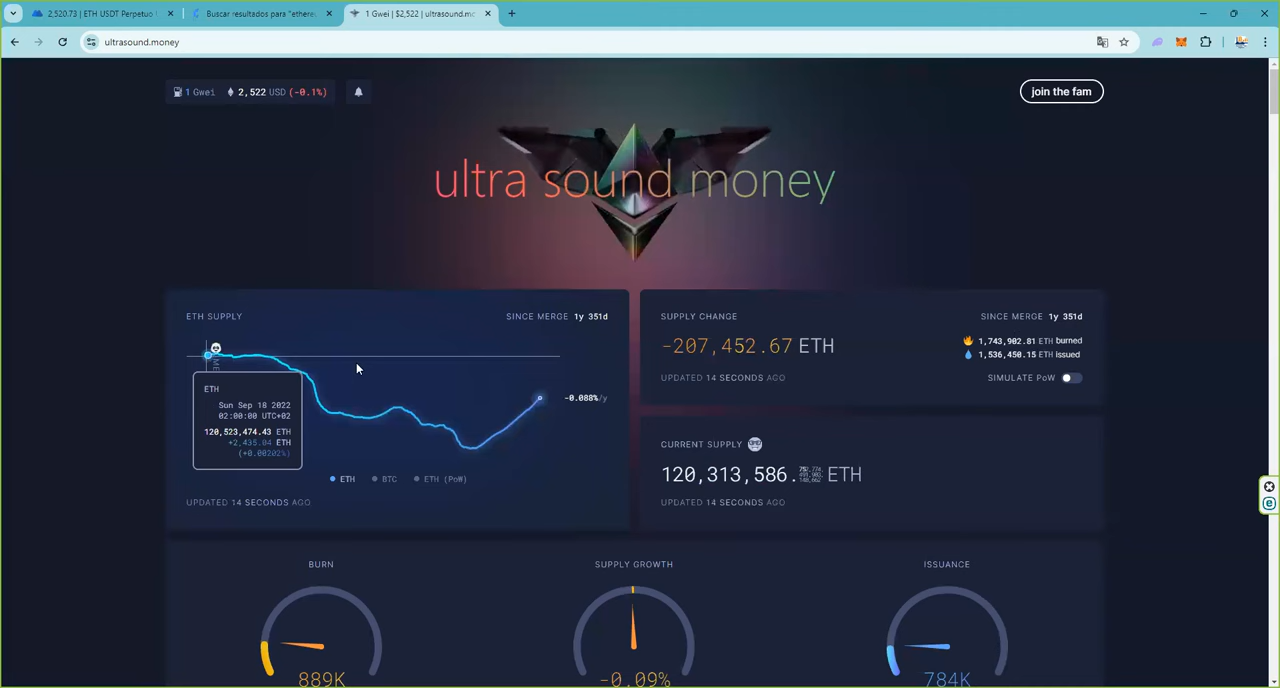 2,520.73 | ETH USDT Perpetuo
Buscar resultados para "ethere
1 Gwei | $2,522 | ultrasound.mo
ultrasound.money
1 Gwei 2,522 USD (-0.1%)
join the fam
ultra sound money
ETH SUPPLY
SINCE MERGE 1y 351d
-0.088%/y
ETH
Sun Sep 18 2022
02:00:00 UTC+02
120,523,474.43 ETH
+2,435.04 ETH
(+0.00202%)
ETH BTC ETH (PoW)
UPDATED 14 SECONDS AGO
SUPPLY CHANGE
SINCE MERGE 1y 351d
-207,452.67 ETH
1,743,902.81 ETH burned
1,536,450.15 ETH issued
UPDATED 14 SECONDS AGO
SIMULATE PoW
CURRENT SUPPLY
120,313,586. ETH
UPDATED 14 SECONDS AGO
BURN
889K
SUPPLY GROWTH
-0.09%
ISSUANCE
784K